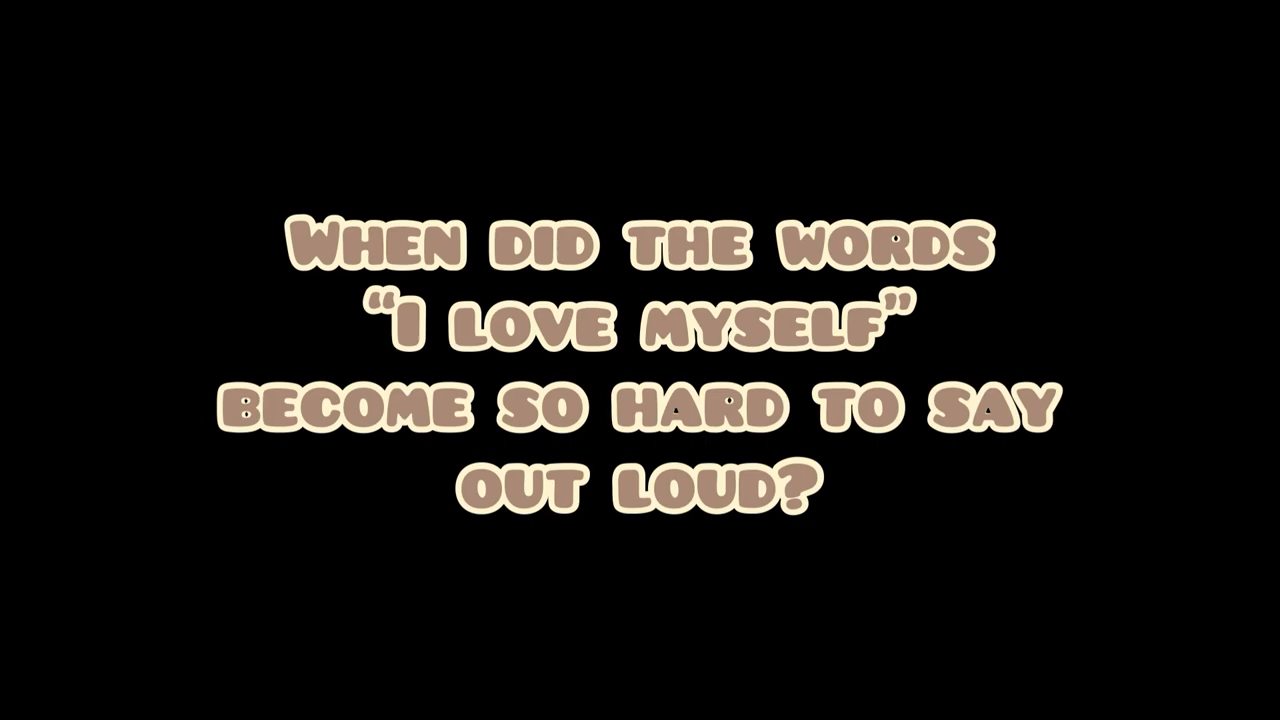 When did the words
“I love myself”
become so hard to say
out loud?